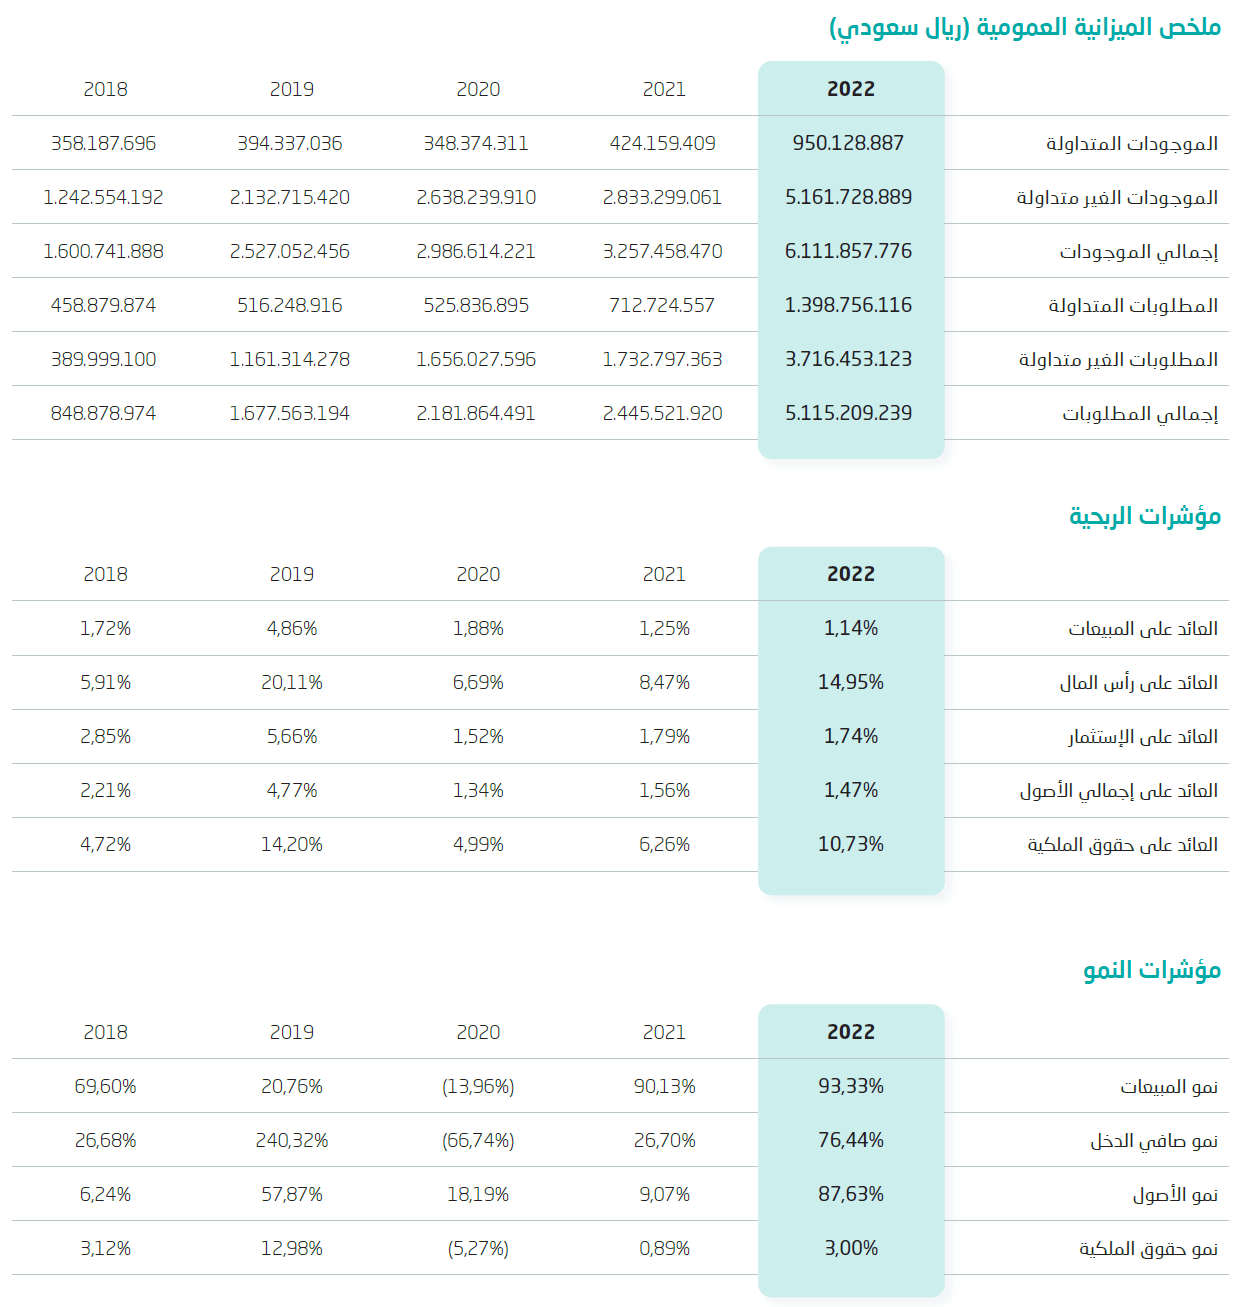 ملخص الميزانية العمومية (ريال سعودي)
2022 2021 2020 2019 2018
الموجودات المتداولة 950.128.887 424.159.409 348.374.311 394.337.036 358.187.696
الموجودات الغير متداولة 5.161.728.889 2.833.299.061 2.638.239.910 2.132.715.420 1.242.554.192
إجمالي الموجودات 6.111.857.776 3.257.458.470 2.986.614.221 2.527.052.456 1.600.741.888
المطلوبات المتداولة 1.398.756.116 712.724.557 525.836.895 516.248.916 458.879.874
المطلوبات الغير متداولة 3.716.453.123 1.732.797.363 1.656.027.596 1.161.314.278 389.999.100
إجمالي المطلوبات 5.115.209.239 2.445.521.920 2.181.864.491 1.677.563.194 848.878.974
مؤشرات الربحية
2022 2021 2020 2019 2018
العائد على المبيعات 1,14% 1,25% 1,88% 4,86% 1,72%
العائد على رأس المال 14,95% 8,47% 6,69% 20,11% 5,91%
العائد على الإستثمار 1,74% 1,79% 1,52% 5,66% 2,85%
العائد على إجمالي الأصول 1,47% 1,56% 1,34% 4,77% 2,21%
العائد على حقوق الملكية 10,73% 6,26% 4,99% 14,20% 4,72%
مؤشرات النمو
2022 2021 2020 2019 2018
نمو المبيعات 93,33% 90,13% (13,96%) 20,76% 69,60%
نمو صافي الدخل 76,44% 26,70% (66,74%) 240,32% 26,68%
نمو الأصول 87,63% 9,07% 18,19% 57,87% 6,24%
نمو حقوق الملكية 3,00% 0,89% (5,27%) 12,98% 3,12%